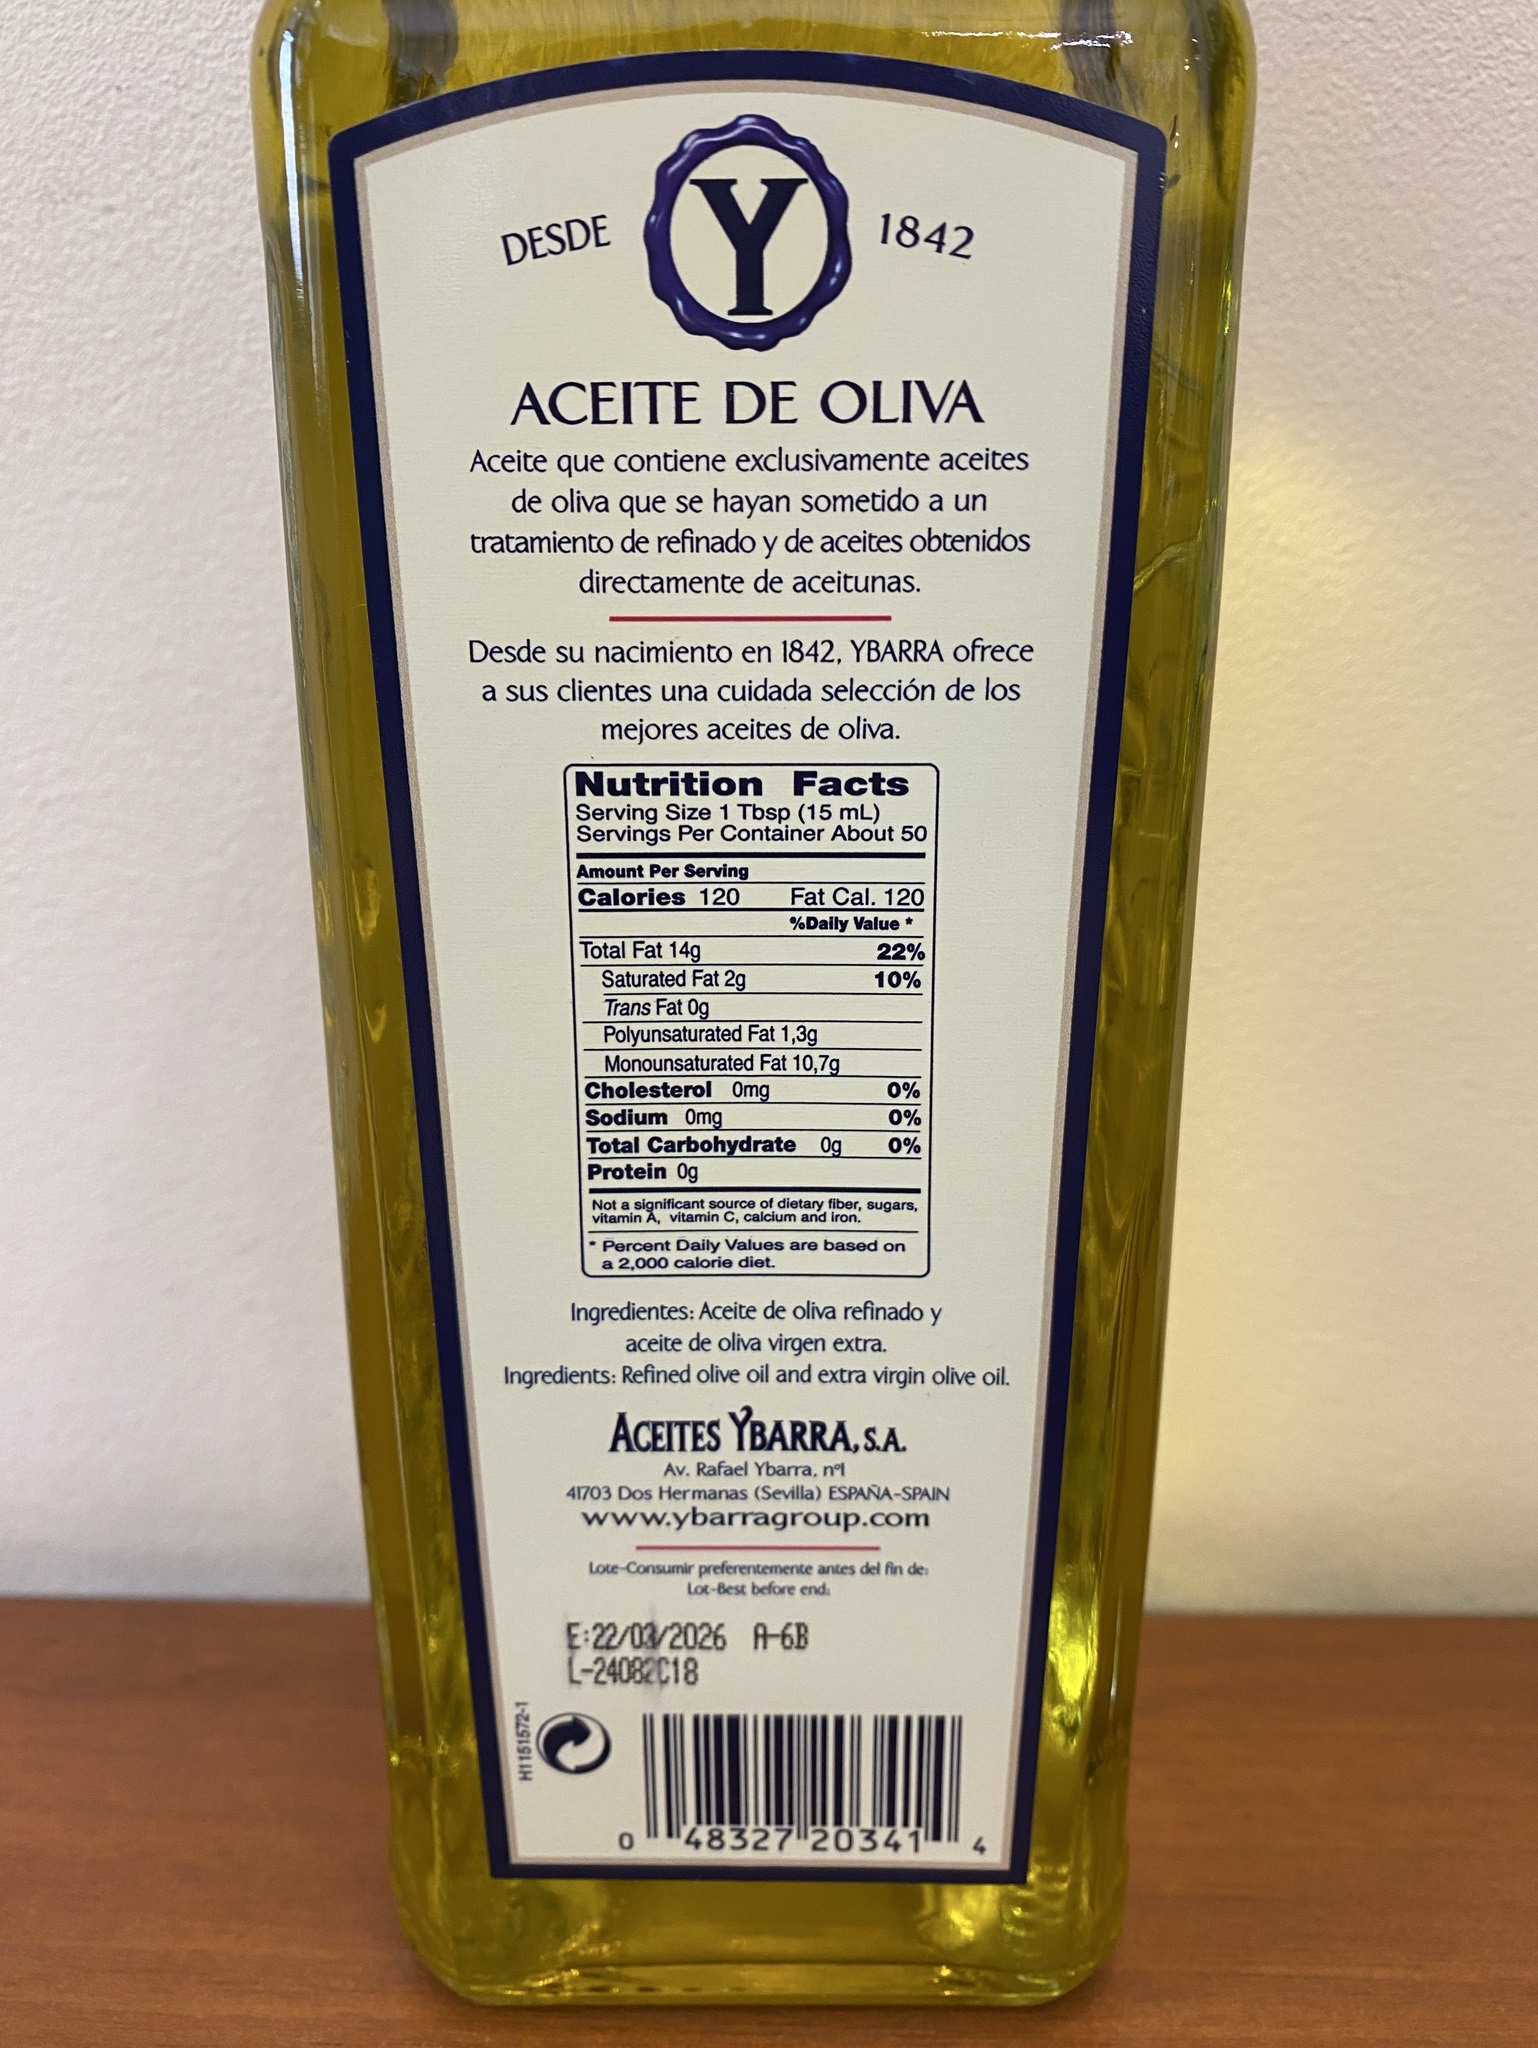 DESDE Y 1842
ACEITE DE OLIVA
Aceite que contiene exclusivamente aceites
de oliva que se hayan sometido a un
tratamiento de refinado y de aceites obtenidos
directamente de aceitunas.
Desde su nacimiento en 1842, YBARRA ofrece
a sus clientes una cuidada selección de los
mejores aceites de oliva.
Nutrition Facts
Serving Size 1 Tbsp (15 mL)
Servings Per Container About 50
Amount Per Serving
Calories 120 Fat Cal. 120
%Daily Value *
Total Fat 14g 22%
Saturated Fat 2g 10%
Trans Fat 0g
Polyunsaturated Fat 1,3g
Monounsaturated Fat 10,7g
Cholesterol 0mg 0%
Sodium 0mg 0%
Total Carbohydrate 0g 0%
Protein 0g
Not a significant source of dietary fiber, sugars,
vitamin A, vitamin C, calcium and iron.
* Percent Daily Values are based on
a 2,000 calorie diet.
Ingredientes: Aceite de oliva refinado y
aceite de oliva virgen extra.
Ingredients: Refined olive oil and extra virgin olive oil.
ACEITES YBARRA, S.A.
Av. Rafael Ybarra, nº1
41703 Dos Hermanas (Sevilla) ESPAÑA-SPAIN
www.ybarragroup.com
Lote-Consumir preferentemente antes del fin de:
Lot-Best before end:
E:22/03/2026 A-6B
L-24082C18
H1151572-1
0 48327 20341 4